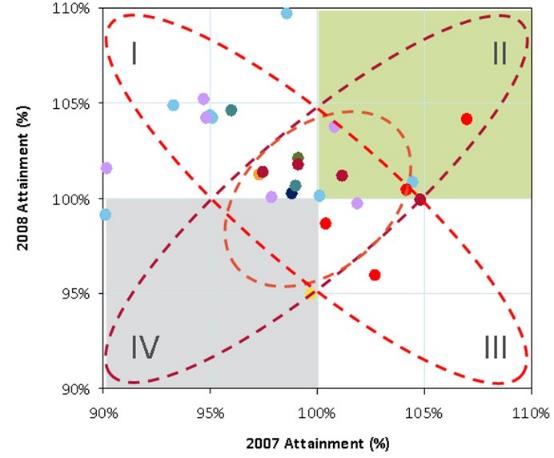 110%
I
II
105%
2008 Attainment (%)
100%
95%
IV
III
90%
90%
95%
100%
105%
110%
2007 Attainment (%)